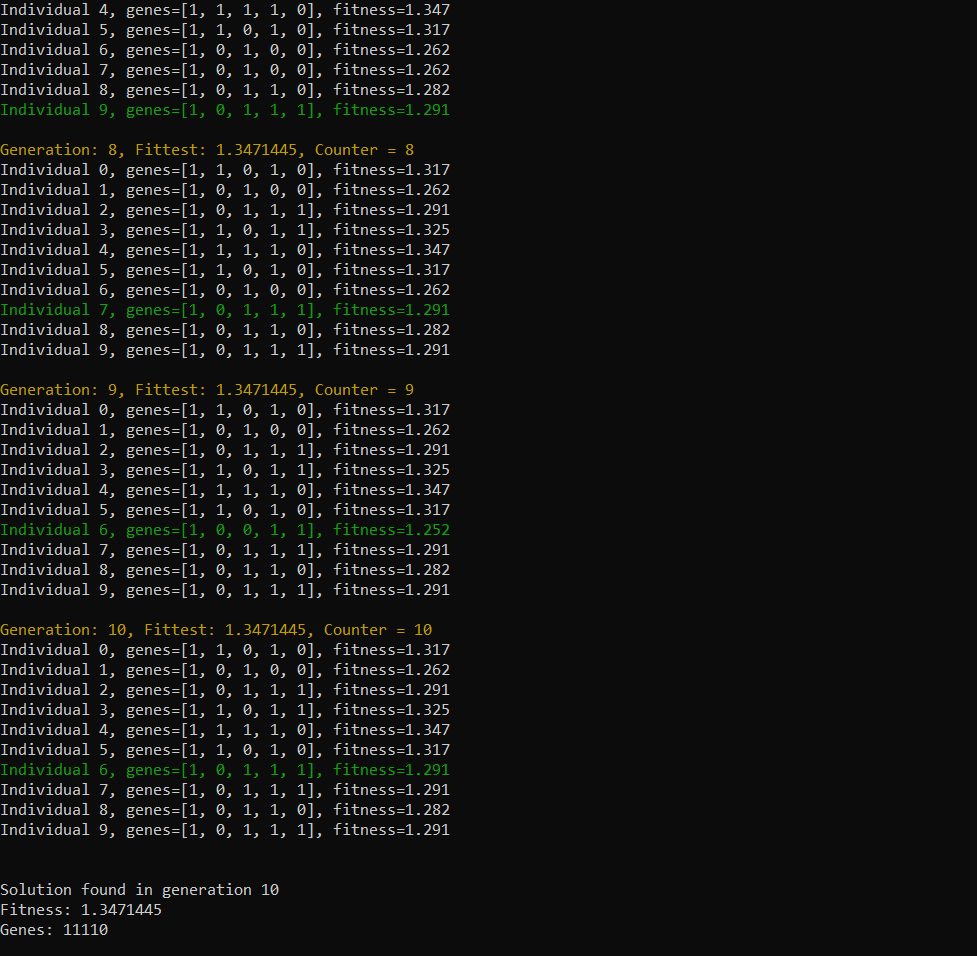 Individual 4, genes=[1, 1, 1, 1, 0], fitness=1.347
Individual 5, genes=[1, 1, 0, 1, 0], fitness=1.317
Individual 6, genes=[1, 0, 1, 0, 0], fitness=1.262
Individual 7, genes=[1, 0, 1, 0, 0], fitness=1.262
Individual 8, genes=[1, 0, 1, 1, 0], fitness=1.282
Individual 9, genes=[1, 0, 1, 1, 1], fitness=1.291
Generation: 8, Fittest: 1.3471445, Counter = 8
Individual 0, genes=[1, 1, 0, 1, 0], fitness=1.317
Individual 1, genes=[1, 0, 1, 0, 0], fitness=1.262
Individual 2, genes=[1, 0, 1, 1, 1], fitness=1.291
Individual 3, genes=[1, 1, 0, 1, 1], fitness=1.325
Individual 4, genes=[1, 1, 1, 1, 0], fitness=1.347
Individual 5, genes=[1, 1, 0, 1, 0], fitness=1.317
Individual 6, genes=[1, 0, 1, 0, 0], fitness=1.262
Individual 7, genes=[1, 0, 1, 1, 1], fitness=1.291
Individual 8, genes=[1, 0, 1, 1, 0], fitness=1.282
Individual 9, genes=[1, 0, 1, 1, 1], fitness=1.291
Generation: 9, Fittest: 1.3471445, Counter = 9
Individual 0, genes=[1, 1, 0, 1, 0], fitness=1.317
Individual 1, genes=[1, 0, 1, 0, 0], fitness=1.262
Individual 2, genes=[1, 0, 1, 1, 1], fitness=1.291
Individual 3, genes=[1, 1, 0, 1, 1], fitness=1.325
Individual 4, genes=[1, 1, 1, 1, 0], fitness=1.347
Individual 5, genes=[1, 1, 0, 1, 0], fitness=1.317
Individual 6, genes=[1, 0, 0, 1, 1], fitness=1.252
Individual 7, genes=[1, 0, 1, 1, 1], fitness=1.291
Individual 8, genes=[1, 0, 1, 1, 0], fitness=1.282
Individual 9, genes=[1, 0, 1, 1, 1], fitness=1.291
Generation: 10, Fittest: 1.3471445, Counter = 10
Individual 0, genes=[1, 1, 0, 1, 0], fitness=1.317
Individual 1, genes=[1, 0, 1, 0, 0], fitness=1.262
Individual 2, genes=[1, 0, 1, 1, 1], fitness=1.291
Individual 3, genes=[1, 1, 0, 1, 1], fitness=1.325
Individual 4, genes=[1, 1, 1, 1, 0], fitness=1.347
Individual 5, genes=[1, 1, 0, 1, 0], fitness=1.317
Individual 6, genes=[1, 0, 1, 1, 1], fitness=1.291
Individual 7, genes=[1, 0, 1, 1, 1], fitness=1.291
Individual 8, genes=[1, 0, 1, 1, 0], fitness=1.282
Individual 9, genes=[1, 0, 1, 1, 1], fitness=1.291
Solution found in generation 10
Fitness: 1.3471445
Genes: 11110